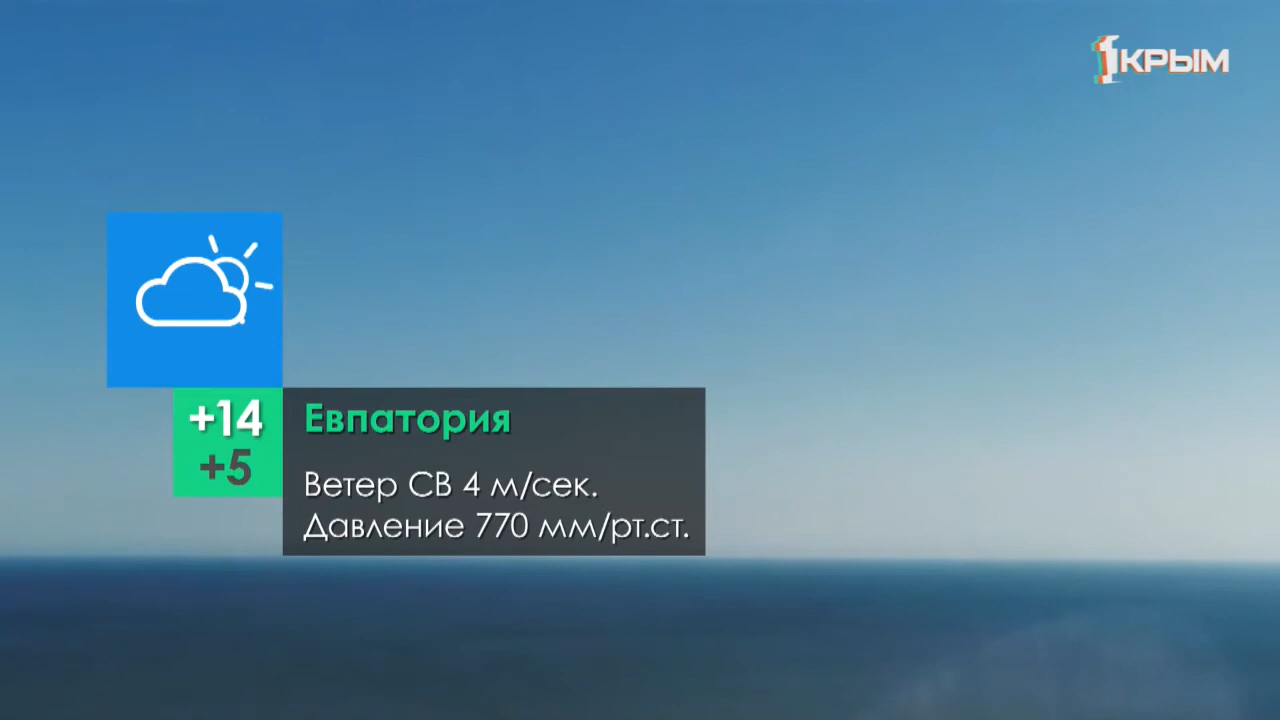 1КРЫМ
+14
+5
Евпатория
Ветер СВ 4 м/сек.
Давление 770 мм/рт.ст.